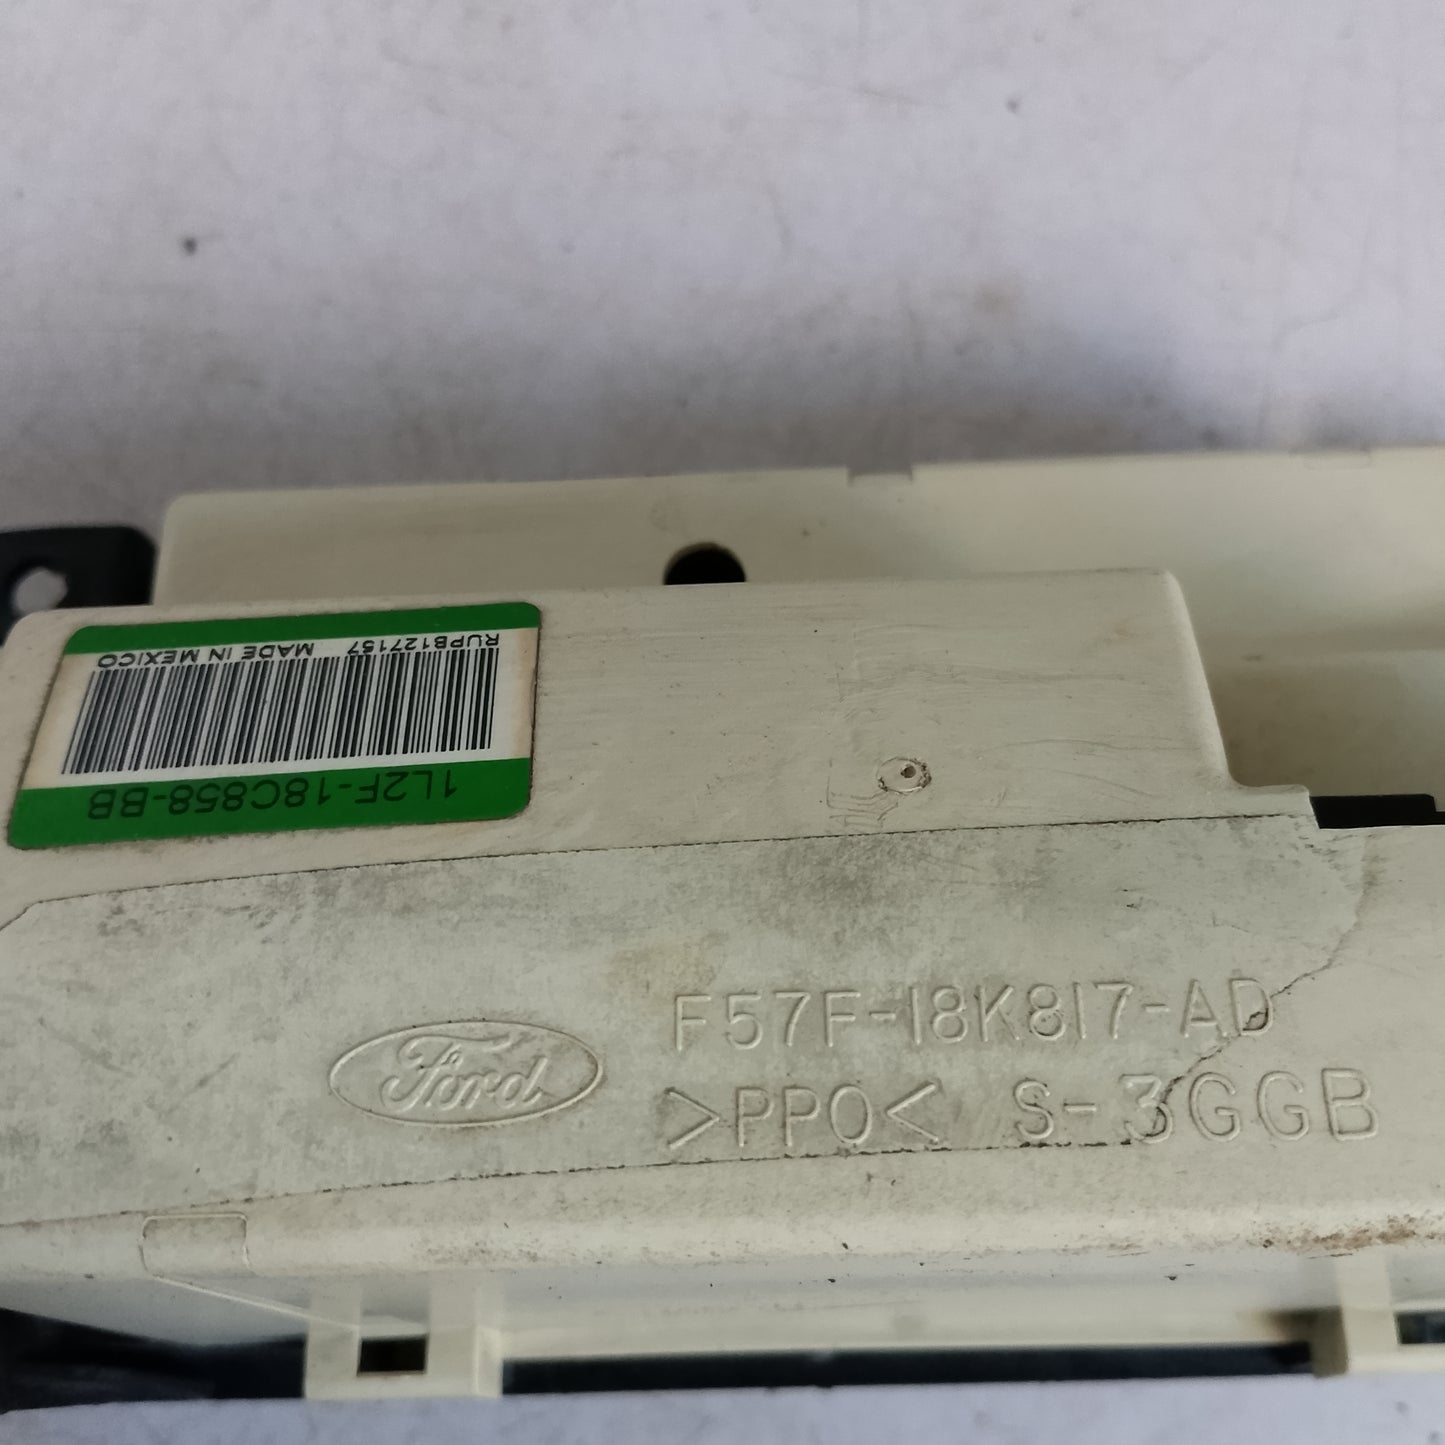 RUPB127157 MADE IN MEXICO
1L2F-18C858-BB
F57F-18K817-AD
Ford
>PPO< S-3GGB